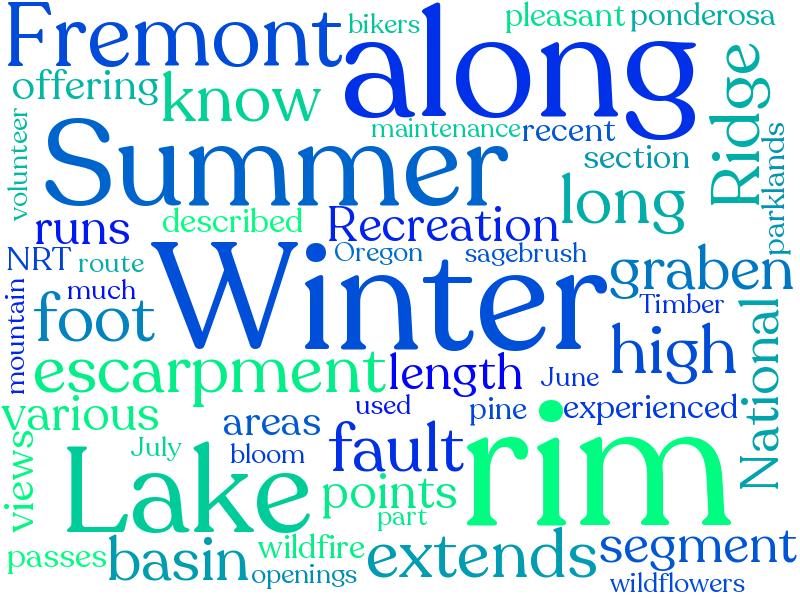 Fremont
bikers
along
pleasant
ponderosa
offering
know
maintenance
recent
Ridge
volunteer
Summer
section
parklands
long
runs
described
Recreation
NRT
route
Winter
Oregon
sagebrush
graben
much
Timber
mountain
foot
high
National
escarpment
length
June
various
areas
used
pine
experienced
views
July
bloom
fault
rim
Lake
points
part
passes
basin
wildfire
openings
extends
segment
wildflowers